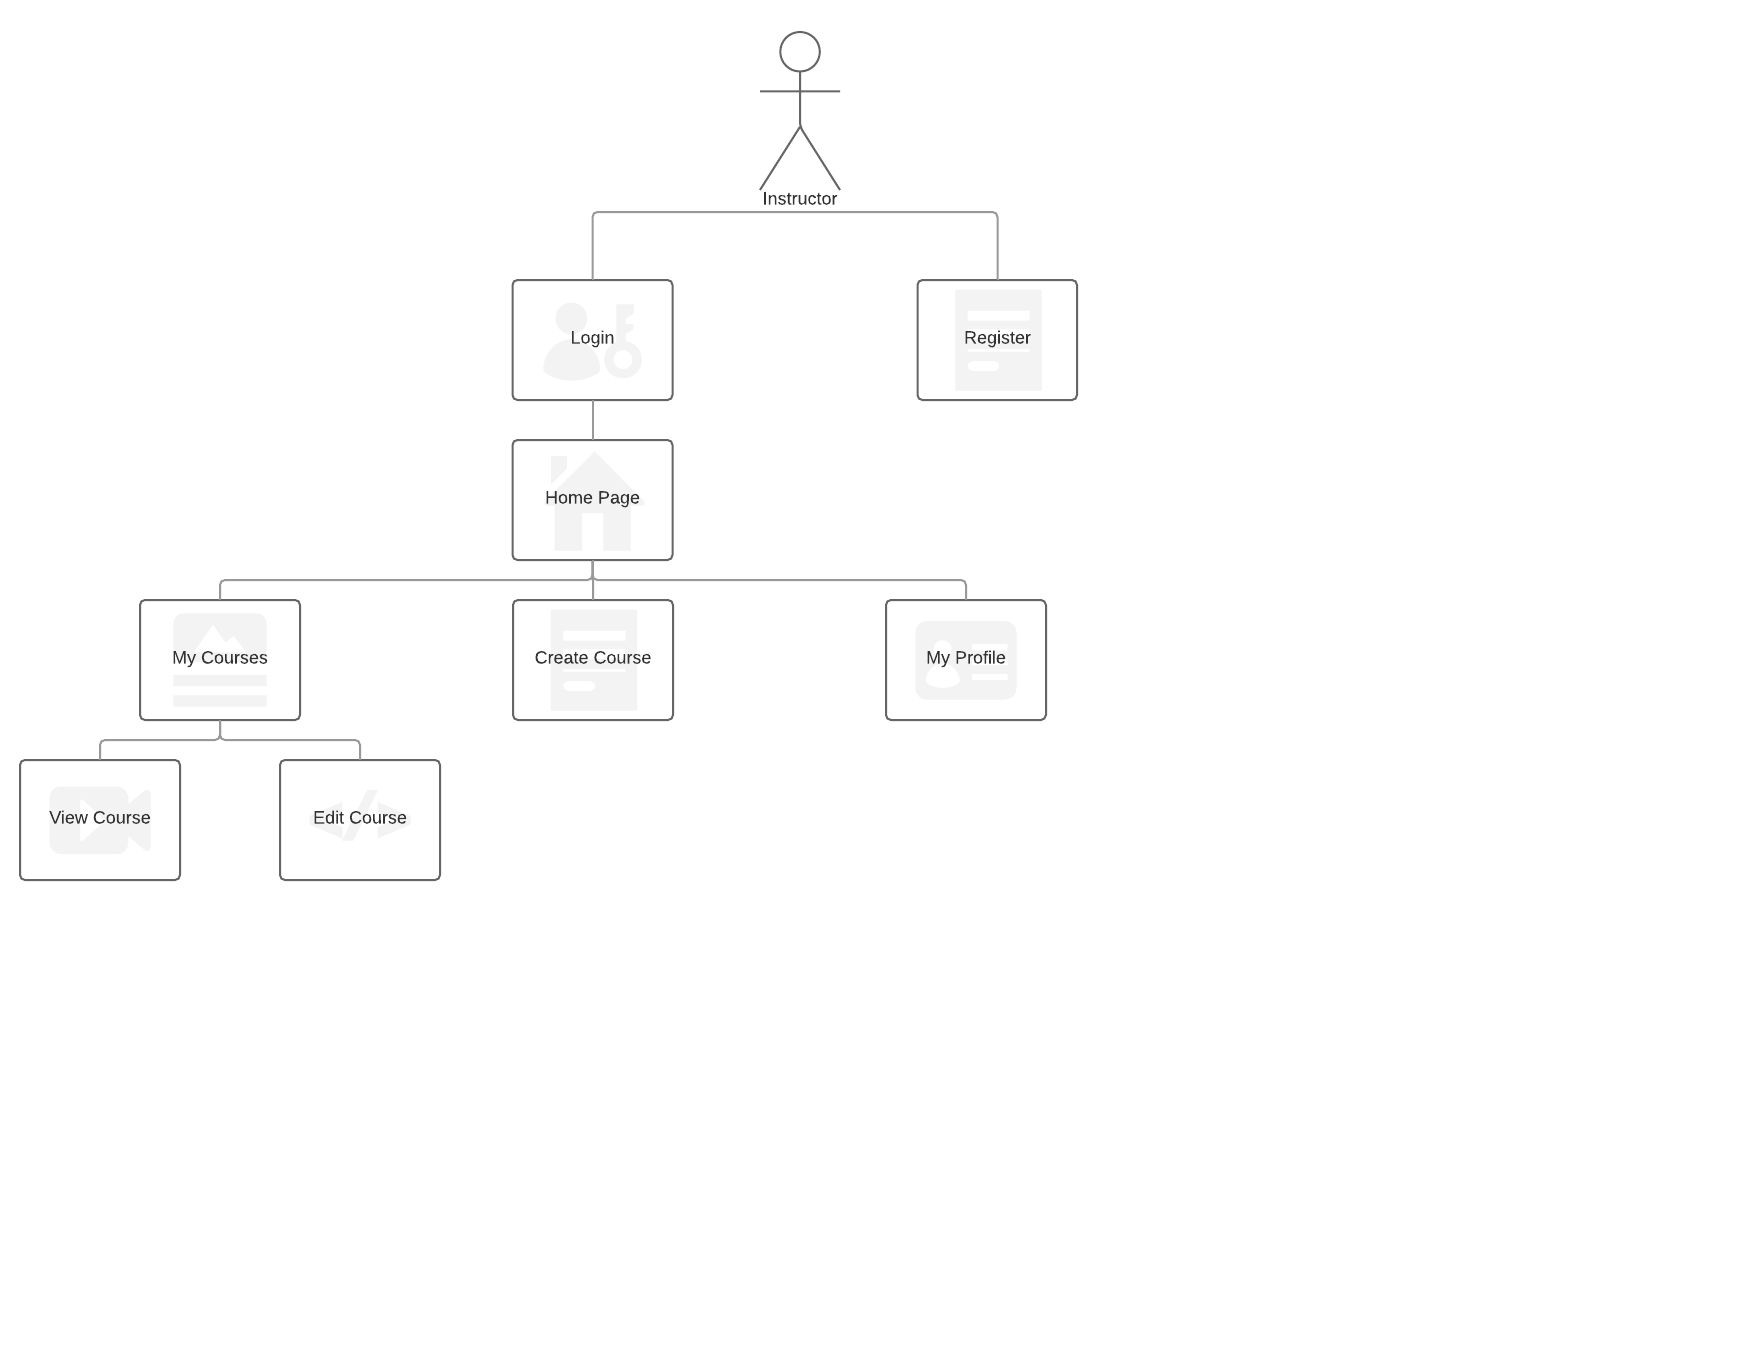 Instructor
Login
Register
Home Page
My Courses
Create Course
My Profile
View Course
Edit Course